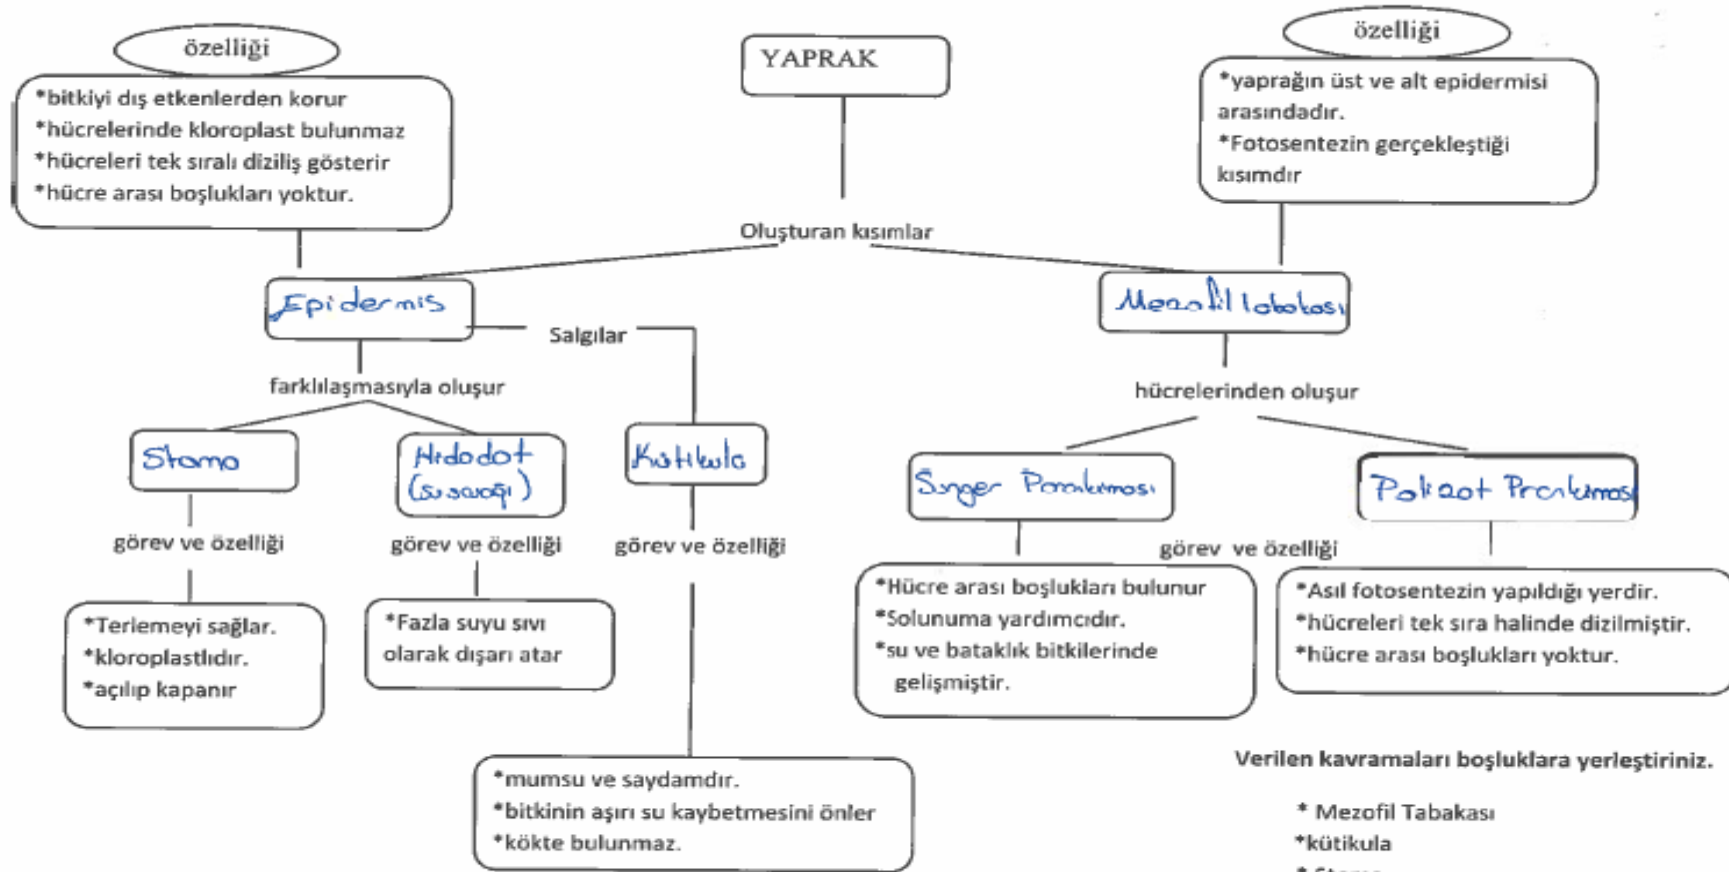 özelliği
YAPRAK
özelliği
*bitkiyi dış etkenlerden korur
*hücrelerinde kloroplast bulunmaz
*hücreleri tek sıralı diziliş gösterir
*hücre arası boşlukları yoktur.
*yaprağın üst ve alt epidermisi
arasındadır.
*Fotosentezin gerçekleştiği
kısımdır
Oluşturan kısımlar
Epidermis
Mezofil tabakası
Salgılar
farklılaşmasıyla oluşur
hücrelerinden oluşur
Stoma
Hidodot
(su savağı)
Kütikula
Sünger Parankiması
Palizat Prankiması
görev ve özelliği
görev ve özelliği
görev ve özelliği
görev ve özelliği
*Terlemeyi sağlar.
*kloroplastlıdır.
*açılıp kapanır
*Fazla suyu sıvı
olarak dışarı atar
*Hücre arası boşlukları bulunur
*Solunuma yardımcıdır.
*su ve bataklık bitkilerinde
gelişmiştir.
*Asıl fotosentezin yapıldığı yerdir.
*hücreleri tek sıra halinde dizilmiştir.
*hücre arası boşlukları yoktur.
*mumsu ve saydamdır.
*bitkinin aşırı su kaybetmesini önler
*kökte bulunmaz.
Verilen kavramaları boşluklara yerleştiriniz.
* Mezofil Tabakası
*kütikula